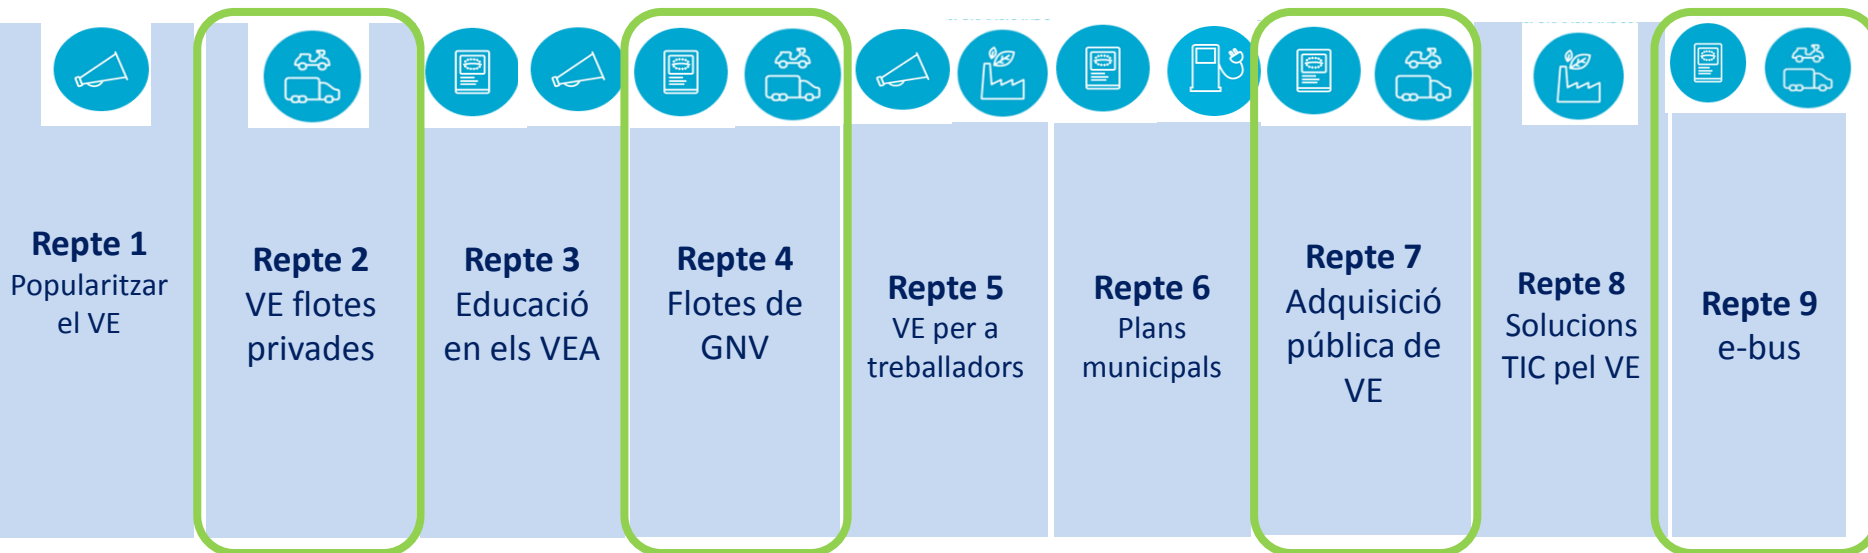 Repte 1
Popularitzar
el VE
Repte 2
VE flotes
privades
Repte 3
Educació
en els VEA
Repte 4
Flotes de
GNV
Repte 5
VE per a
treballadors
Repte 6
Plans
municipals
Repte 7
Adquisició
pública de
VE
Repte 8
Solucions
TIC pel VE
Repte 9
e-bus